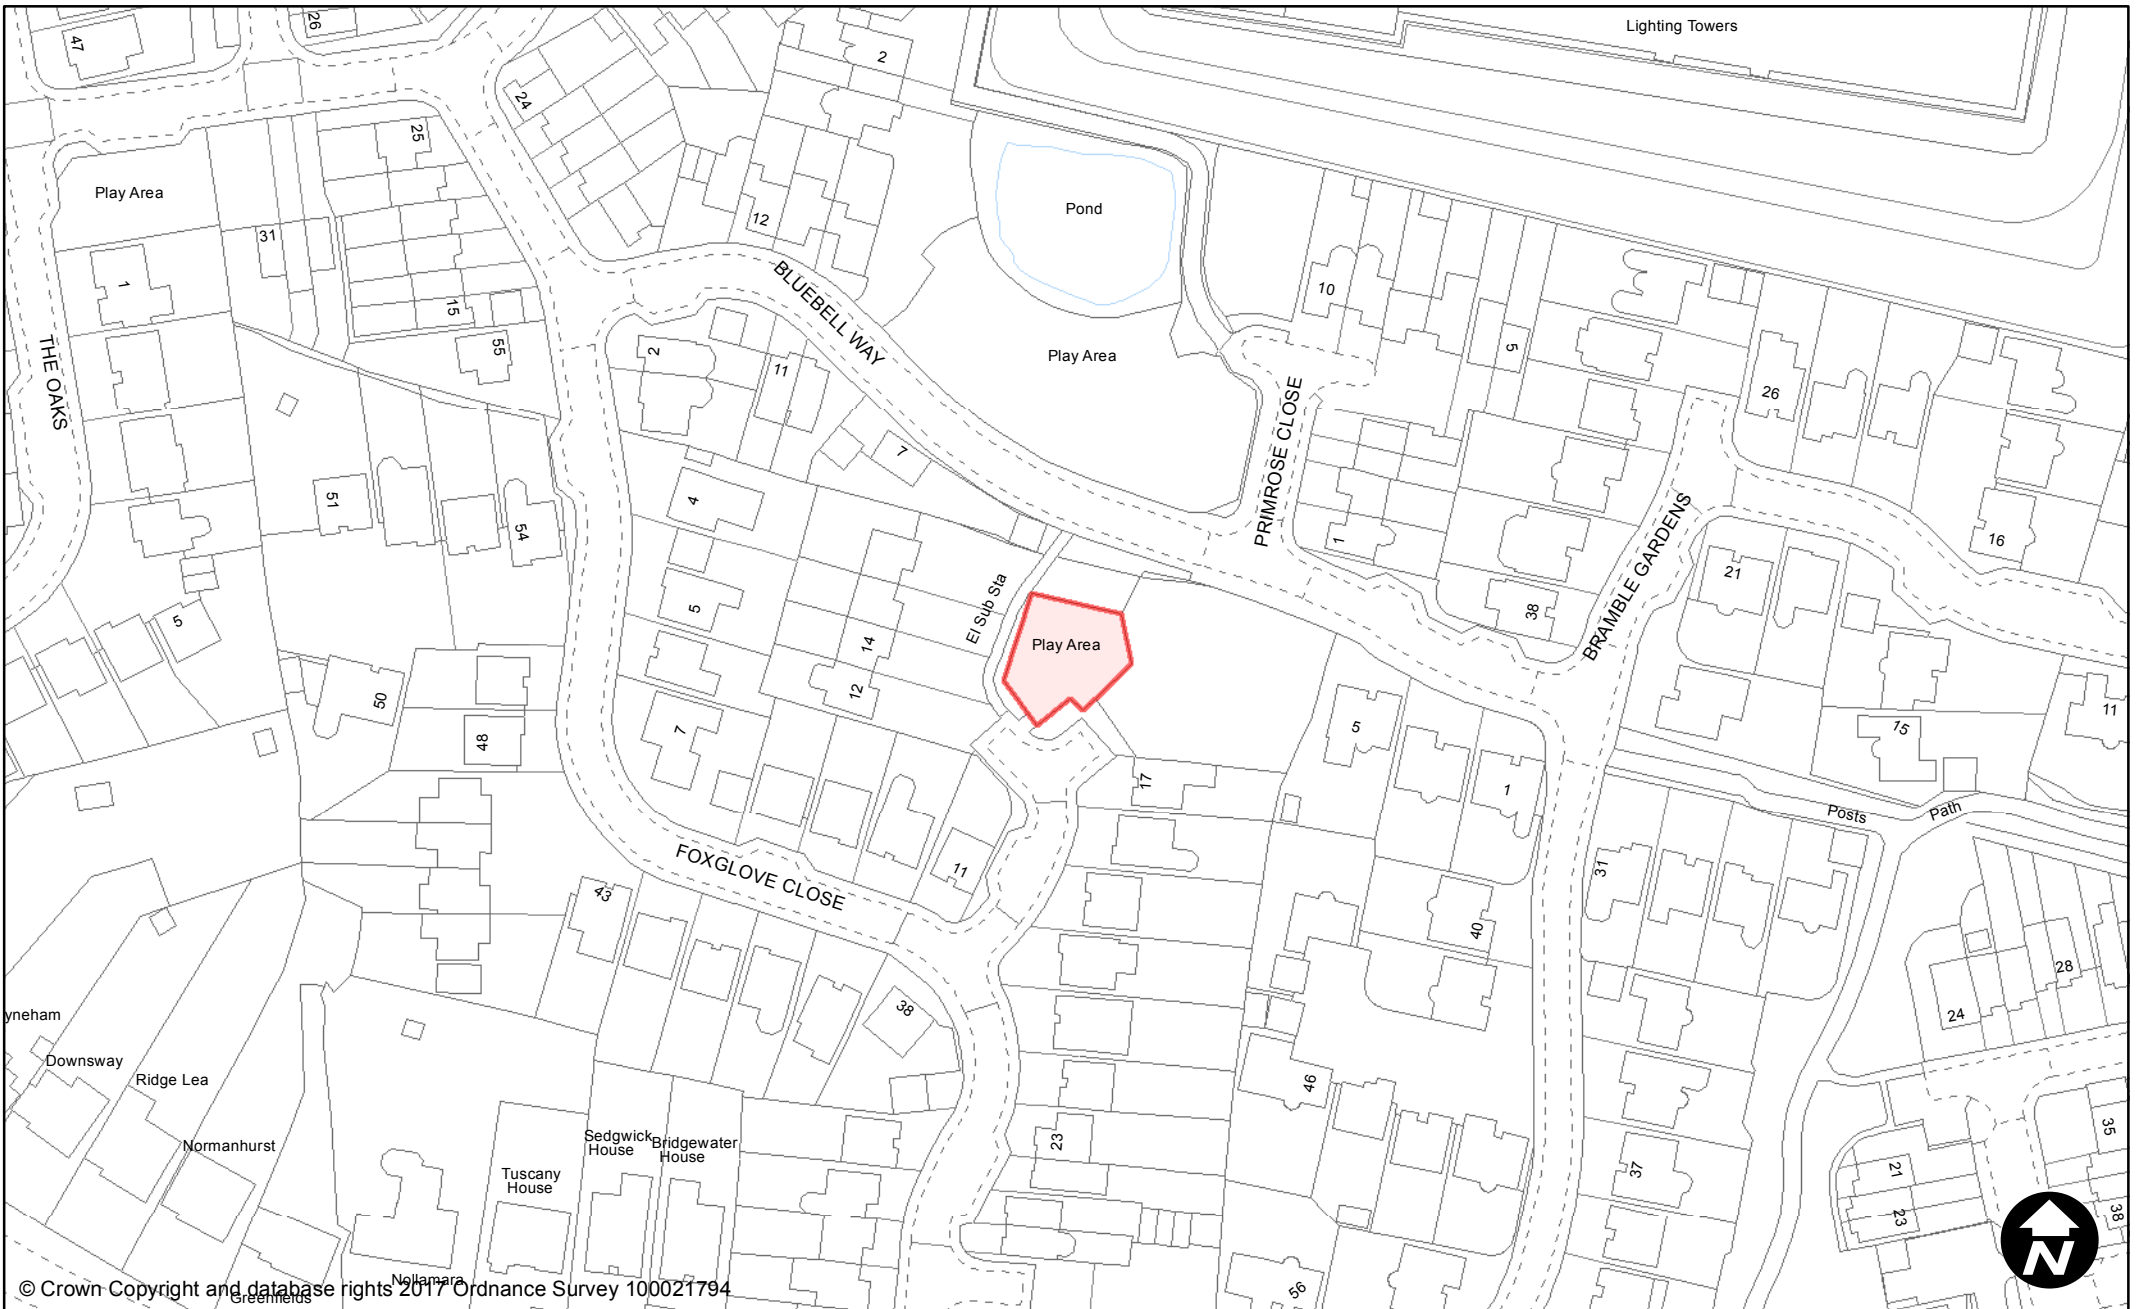 47
26
24
2
Lighting Towers
25
Play Area
31
1
15
55
THE OAKS
12
Pond
BLUEBELL WAY
10
5
Play Area
2
11
7
PRIMROSE CLOSE
26
16
51
54
4
5
5
1
38
BRAMBLE GARDENS
21
El Sub Sta
Play Area
14
12
50
48
7
5
1
17
15
11
Posts
Path
FOXGLOVE CLOSE
11
43
38
31
40
28
24
yneham
Downsway
Ridge Lea
Normanhurst
Tuscany
House
Sedgwick
House
Bridgewater
House
23
46
37
35
21
23
38
56
N
Nollamara
Greenfields
© Crown Copyright and database rights 2017 Ordnance Survey 100021794